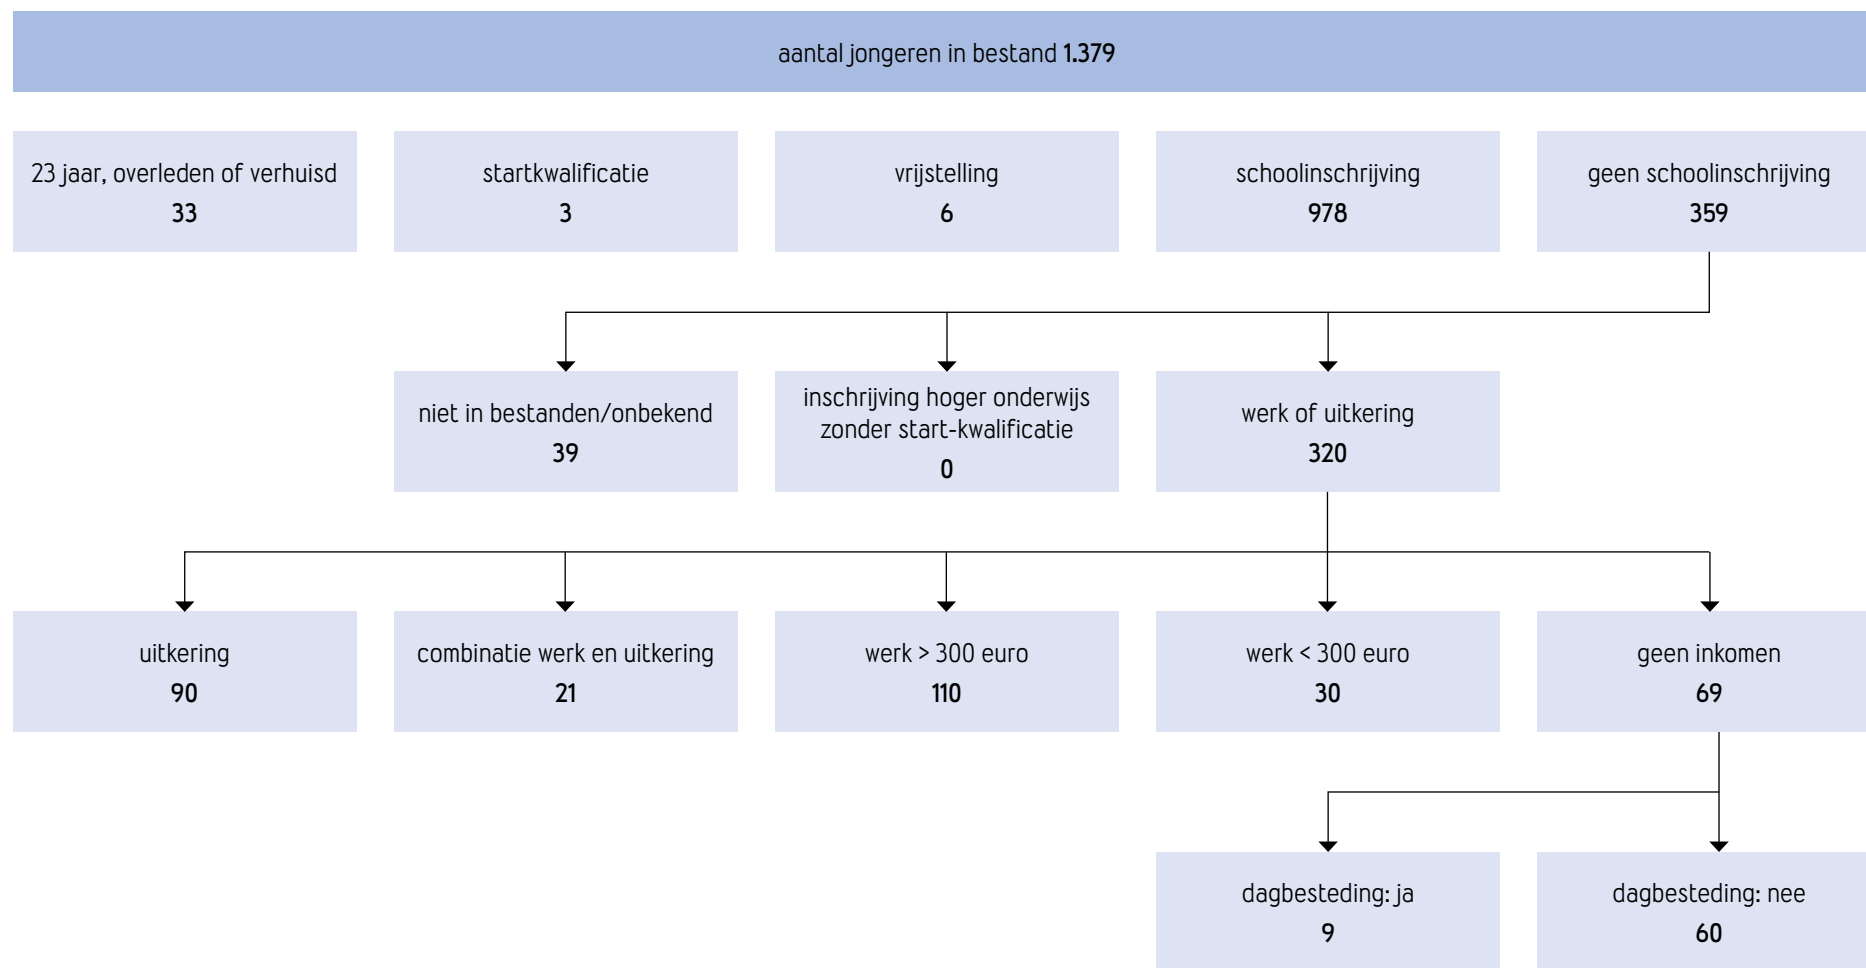 aantal jongeren in bestand 1.379
23 jaar, overleden of verhuisd
33
startkwalificatie
3
vrijstelling
6
schoolinschrijving
978
geen schoolinschrijving
359
niet in bestanden/onbekend
39
inschrijving hoger onderwijs
zonder start-kwalificatie
0
werk of uitkering
320
uitkering
90
combinatie werk en uitkering
21
werk > 300 euro
110
werk < 300 euro
30
geen inkomen
69
dagbesteding: ja
9
dagbesteding: nee
60